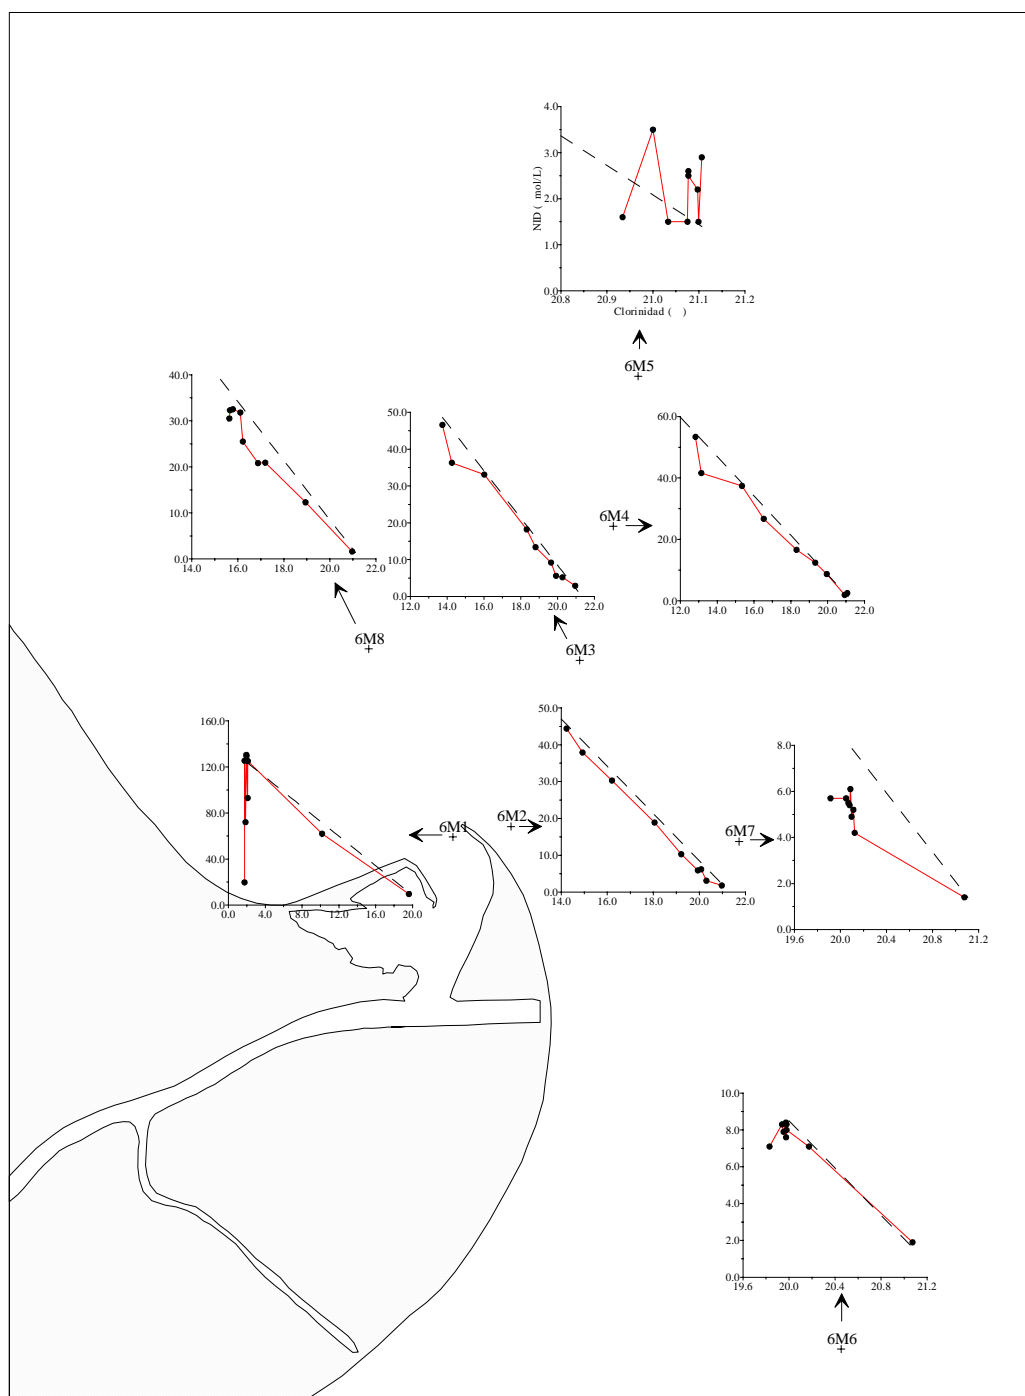 4.0
3.0
2.0
1.0
0.0
NID ( mol/L)
20.8 20.9 21.0 21.1 21.2
Clorinidad ( )
6M5
40.0
30.0
20.0
10.0
0.0
14.0 16.0 18.0 20.0 22.0
6M8
50.0
40.0
30.0
20.0
10.0
0.0
12.0 14.0 16.0 18.0 20.0 22.0
6M3
60.0
40.0
20.0
0.0
12.0 14.0 16.0 18.0 20.0 22.0
6M4
160.0
120.0
80.0
40.0
0.0
0.0 4.0 8.0 12.0 16.0 20.0
6M1
50.0
40.0
30.0
20.0
10.0
0.0
14.0 16.0 18.0 20.0 22.0
6M2
8.0
6.0
4.0
2.0
0.0
19.6 20.0 20.4 20.8 21.2
6M7
10.0
8.0
6.0
4.0
2.0
0.0
19.6 20.0 20.4 20.8 21.2
6M6